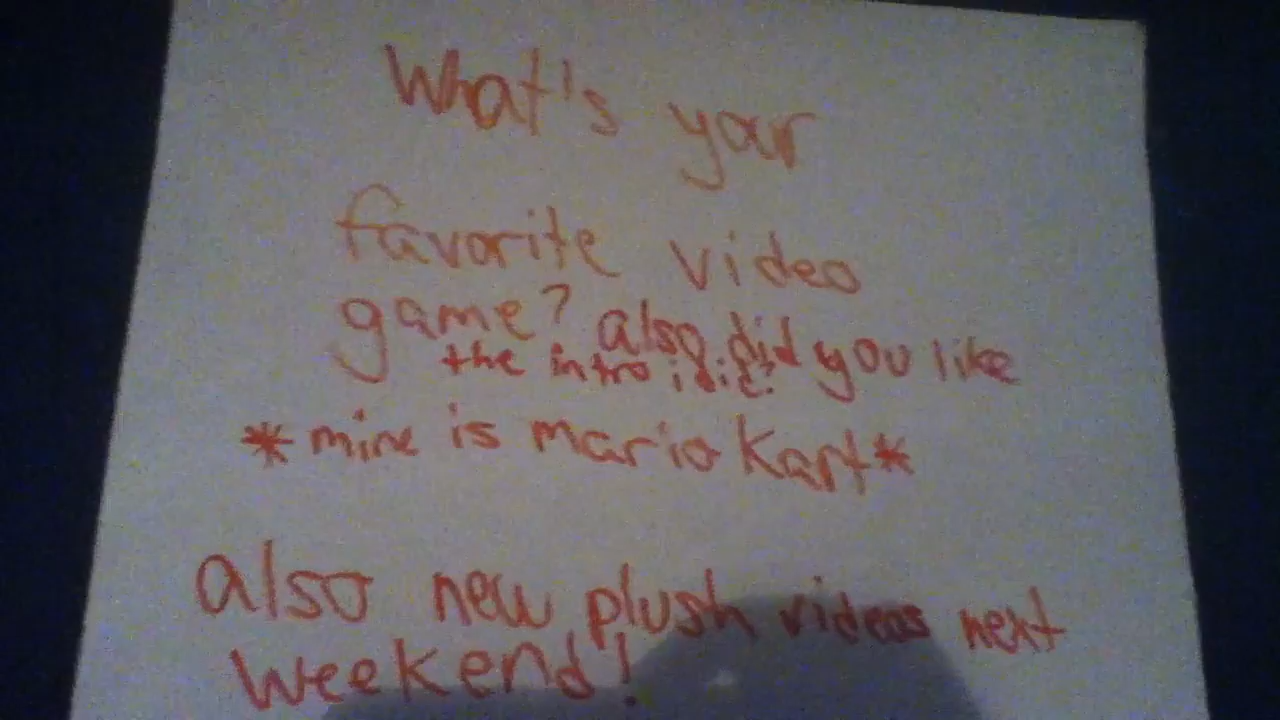 What's your
favorite video
game? also did you like
the intro i did?
*mine is mario Kart*
also new plush videos next
weekend!